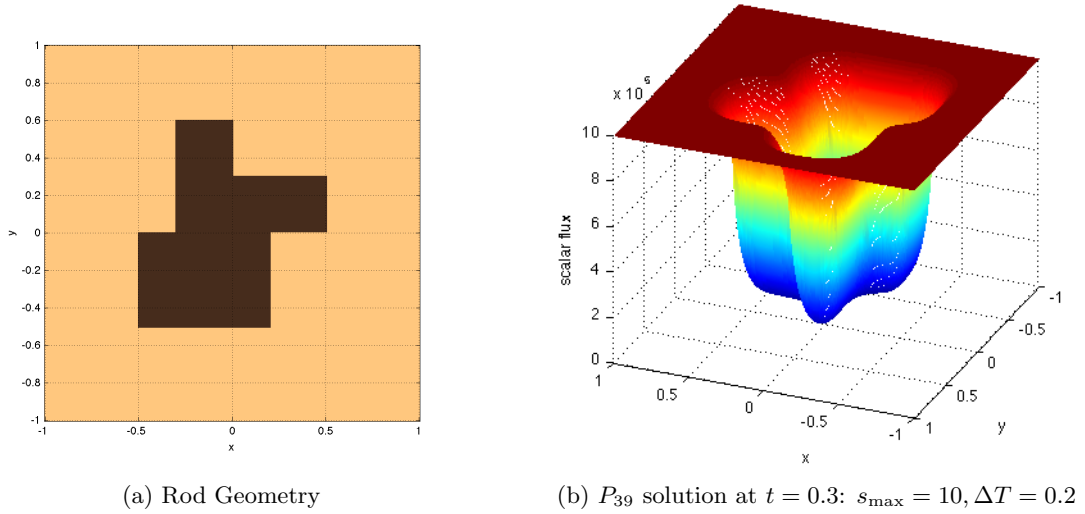 1
0.8
0.6
0.4
0.2
0
-0.2
-0.4
-0.6
-0.8
-1
-1 -0.5 0 0.5 1
x
y
x 10
10
8
6
4
2
0
scalar flux
1 0.5 0 -0.5 -1
x
1 0.5 0 -0.5 -1
y
(a) Rod Geometry
(b) P39 solution at t = 0.3: smax = 10, ΔT = 0.2